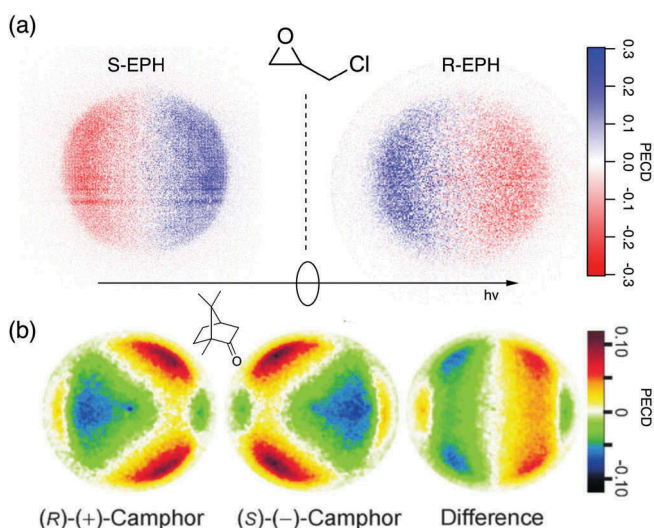 (a)
S-EPH
O
Cl
R-EPH
0.3
0.2
0.1
0.0
-0.1
-0.2
-0.3
PECD
hν
(b)
O
0.10
0
-0.10
PECD
(R)-(+)-Camphor
(S)-(−)-Camphor
Difference